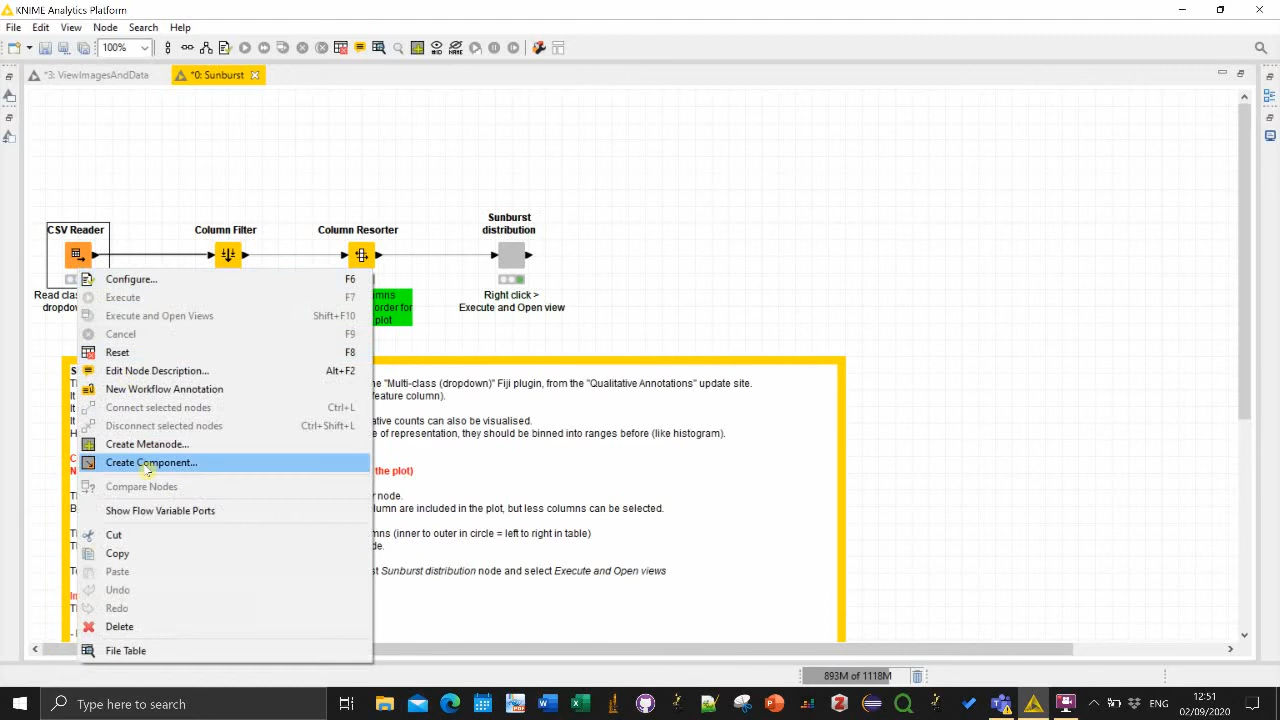 KNIME Analytics Platform
File Edit View Node Search Help
100%
*3: ViewImagesAndData
*0: Sunburst
Sunburst
distribution
CSV Reader
Column Filter
Column Resorter
Read clas
dropdow
umns
order for
plot
Right click >
Execute and Open view
Configure... F6
Execute F7
Execute and Open Views Shift+F10
Cancel F9
Reset F8
Edit Node Description... Alt+F2
New Workflow Annotation
Connect selected nodes Ctrl+L
Disconnect selected nodes Ctrl+Shift+L
Create Metanode...
Create Component...
Compare Nodes
Show Flow Variable Ports
Cut
Copy
Paste
Undo
Redo
Delete
File Table
he "Multi-class (dropdown)" Fiji plugin, from the "Qualitative Annotations" update site.
feature column).
ative counts can also be visualised.
e of representation, they should be binned into ranges before (like histogram).
the plot)
r node.
olumn are included in the plot, but less columns can be selected.
mns (inner to outer in circle = left to right in table)
de.
st Sunburst distribution node and select Execute and Open views
893M of 1118M
Type here to search
12:51
02/09/2020